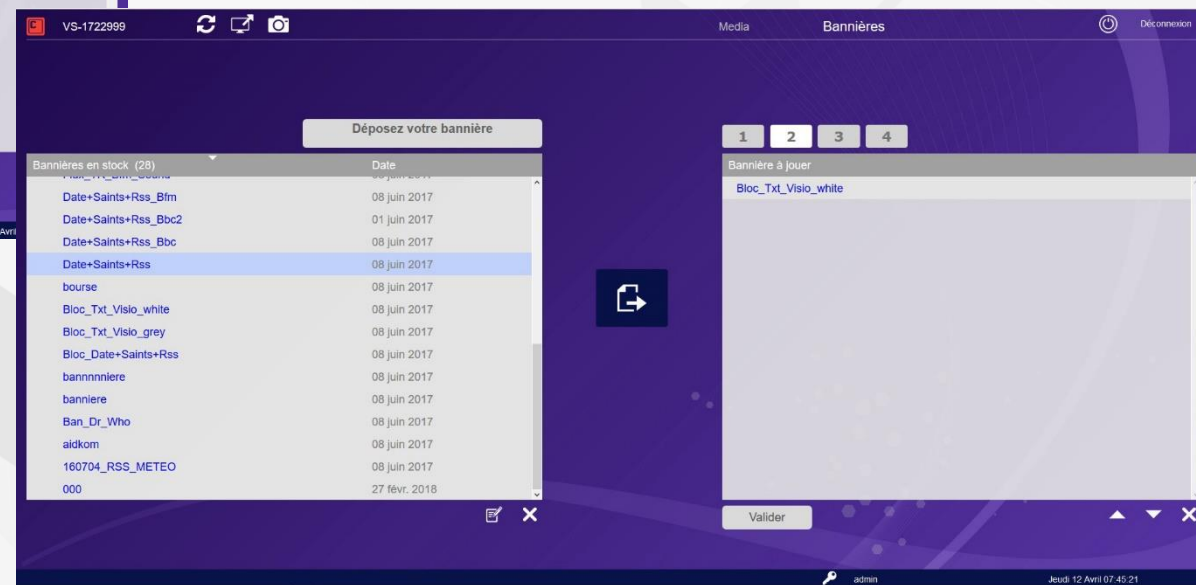 VS-1722999
Media
Bannières
Déconnexion
Déposez votre bannière
1 2 3 4
Bannières en stock (28)
Date
Bannière à jouer
Date+Saints+Rss_Bfm 08 juin 2017
Date+Saints+Rss_Bbc2 01 juin 2017
Date+Saints+Rss_Bbc 08 juin 2017
Date+Saints+Rss 08 juin 2017
bourse 08 juin 2017
Bloc_Txt_Visio_white 08 juin 2017
Bloc_Txt_Visio_grey 08 juin 2017
Bloc_Date+Saints+Rss 08 juin 2017
bannnnniere 08 juin 2017
banniere 08 juin 2017
Ban_Dr_Who 08 juin 2017
aidkom 08 juin 2017
160704_RSS_METEO 08 juin 2017
000 27 févr. 2018
Bloc_Txt_Visio_white
Valider
Avril
admin
Jeudi 12 Avril 07:45:21